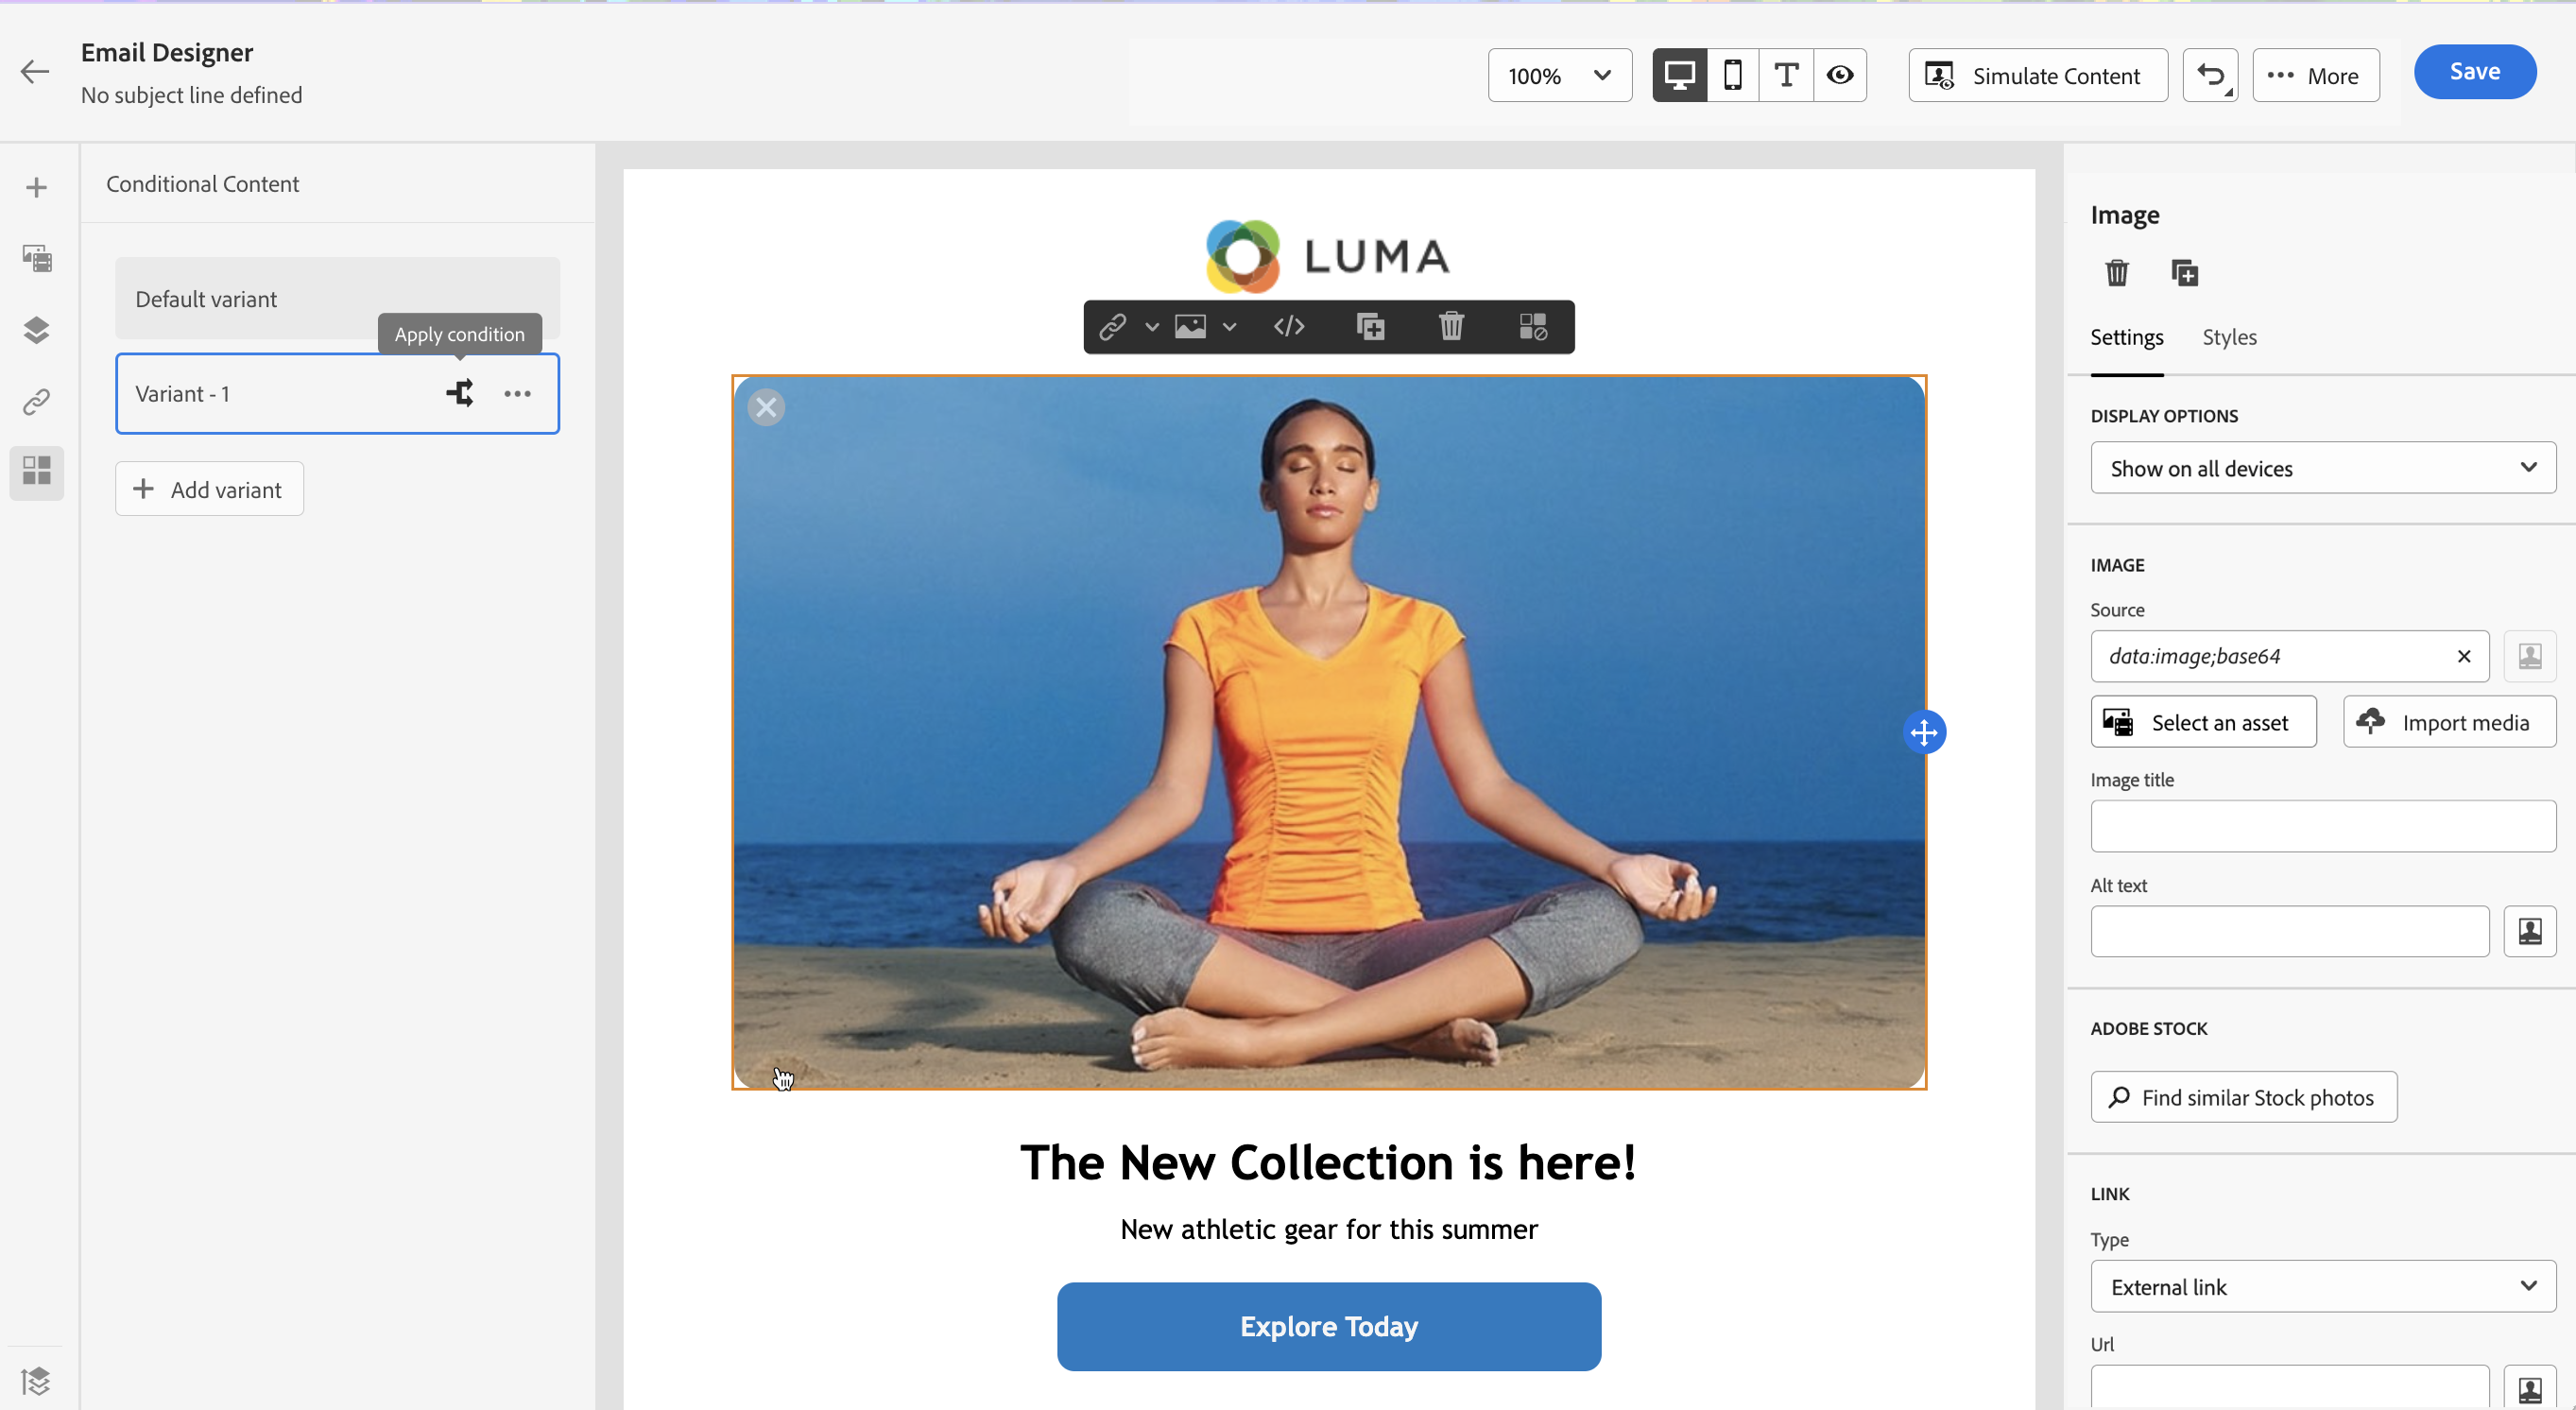 Email Designer
No subject line defined
100%
Simulate Content
More
Save
Conditional Content
Default variant
Apply condition
Variant - 1
Add variant
LUMA
The New Collection is here!
New athletic gear for this summer
Explore Today
Image
Settings
Styles
DISPLAY OPTIONS
Show on all devices
IMAGE
Source
data:image;base64
Select an asset
Import media
Image title
Alt text
ADOBE STOCK
Find similar Stock photos
LINK
Type
External link
Url